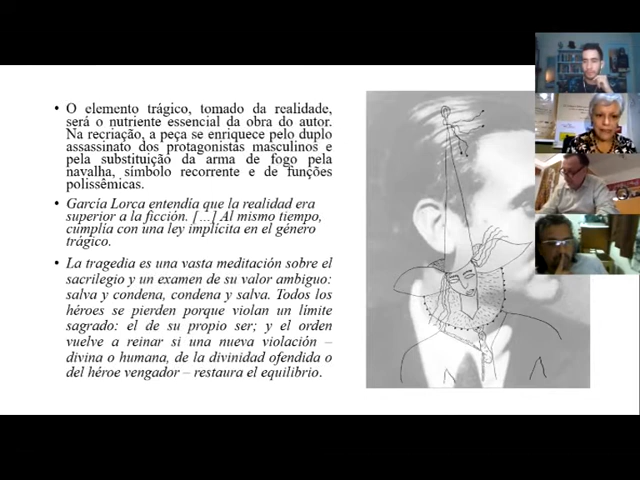 • O elemento trágico, tomado da realidade,
será o nutriente essencial da obra do autor.
Na recriação, a peça se enriquece pelo duplo
assassinato dos protagonistas masculinos e
pela substituição da arma de fogo pela
navalha, símbolo recorrente e de funções
polissêmicas.
• García Lorca entendía que la realidad era
superior a la ficción. [...] Al mismo tiempo,
cumplía con una ley implícita en el género
trágico.
• La tragedia es una vasta meditación sobre el
sacrilegio y un examen de su valor ambiguo:
salva y condena, condena y salva. Todos los
héroes se pierden porque violan un límite
sagrado: el de su propio ser; y el orden
vuelve a reinar si una nueva violación –
divina o humana, de la divinidad ofendida o
del héroe vengador – restaura el equilibrio.